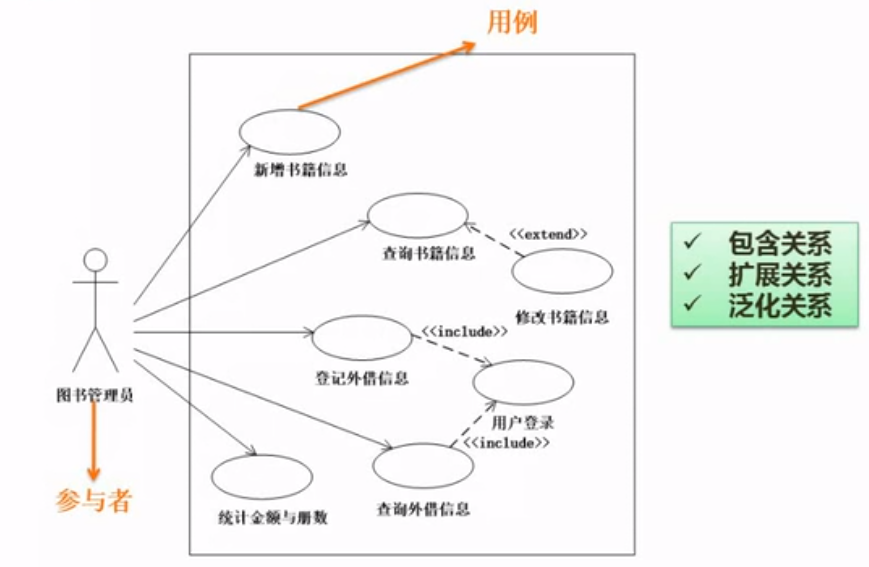 用例
新增书籍信息
查询书籍信息
<<extend>>
修改书籍信息
<<include>>
登记外借信息
用户登录
<<include>>
查询外借信息
统计金额与册数
图书管理员
参与者
✓ 包含关系
✓ 扩展关系
✓ 泛化关系